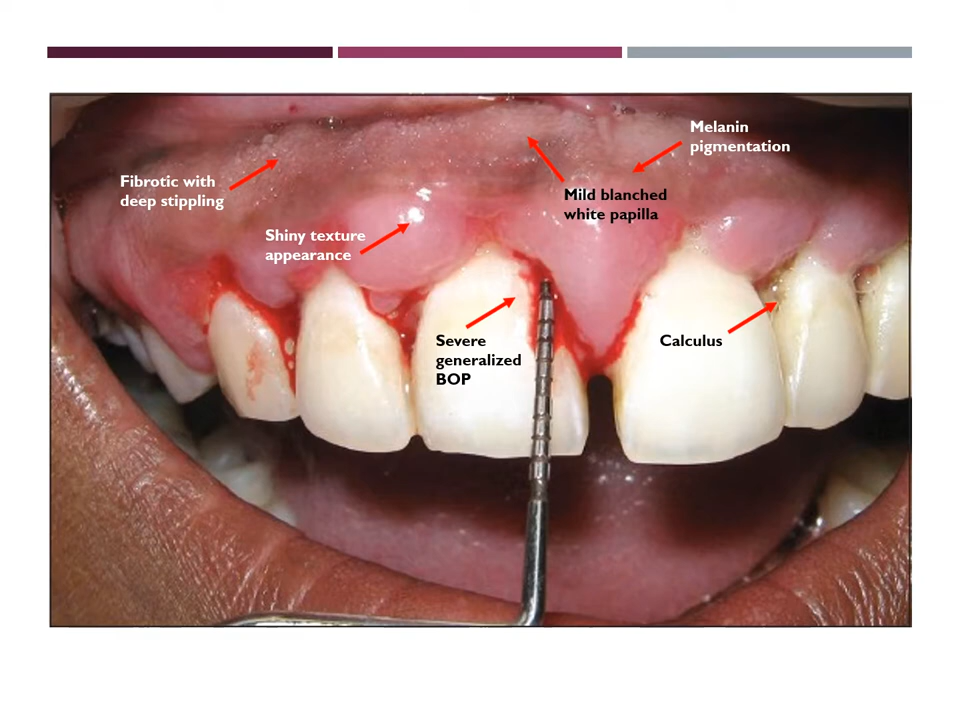 Melanin
pigmentation
Fibrotic with
deep stippling
Mild blanched
white papilla
Shiny texture
appearance
Severe
generalized
BOP
Calculus